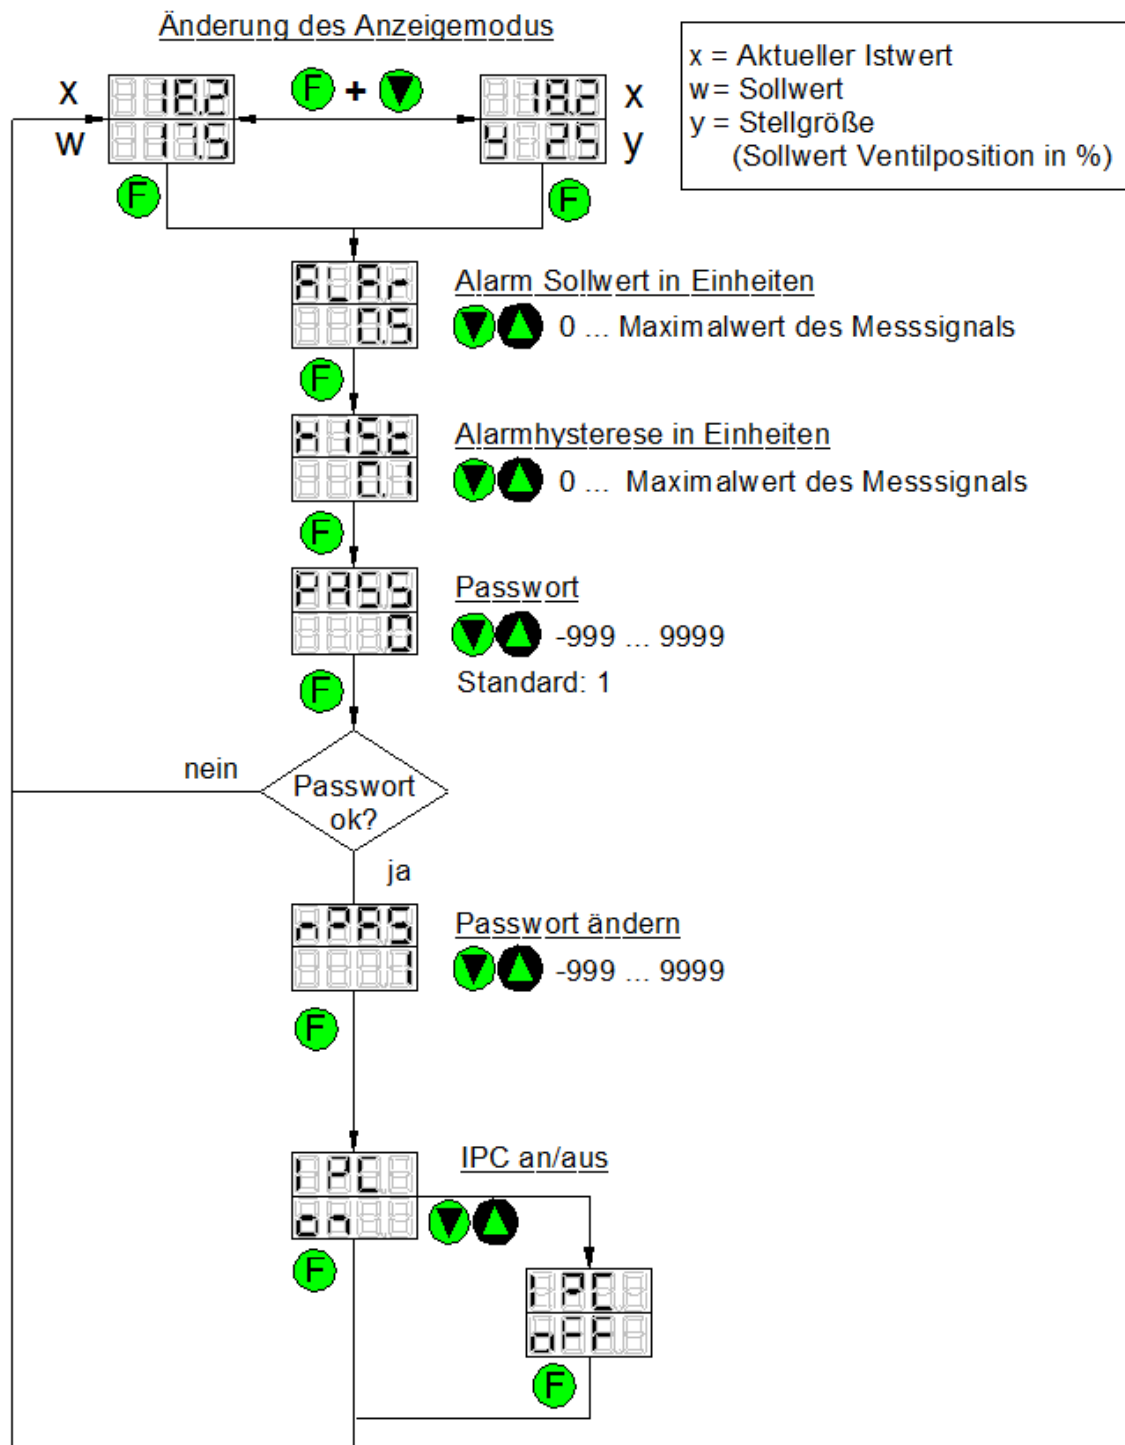 Änderung des Anzeigemodus
x = Aktueller Istwert
w = Sollwert
y = Stellgröße
(Sollwert Ventilposition in %)
x 18.2
w 17.5
F +
18.2 x
y 25 y
F
F
ALAr
0.5
Alarm Sollwert in Einheiten
0 ... Maximalwert des Messsignals
F
HISt
0.1
Alarmhysterese in Einheiten
0 ... Maximalwert des Messsignals
F
PASS
0
Passwort
-999 ... 9999
Standard: 1
F
nein
Passwort
ok?
ja
nPAS
1
Passwort ändern
-999 ... 9999
F
IPC
on
IPC an/aus
F
IPC
oFF
F